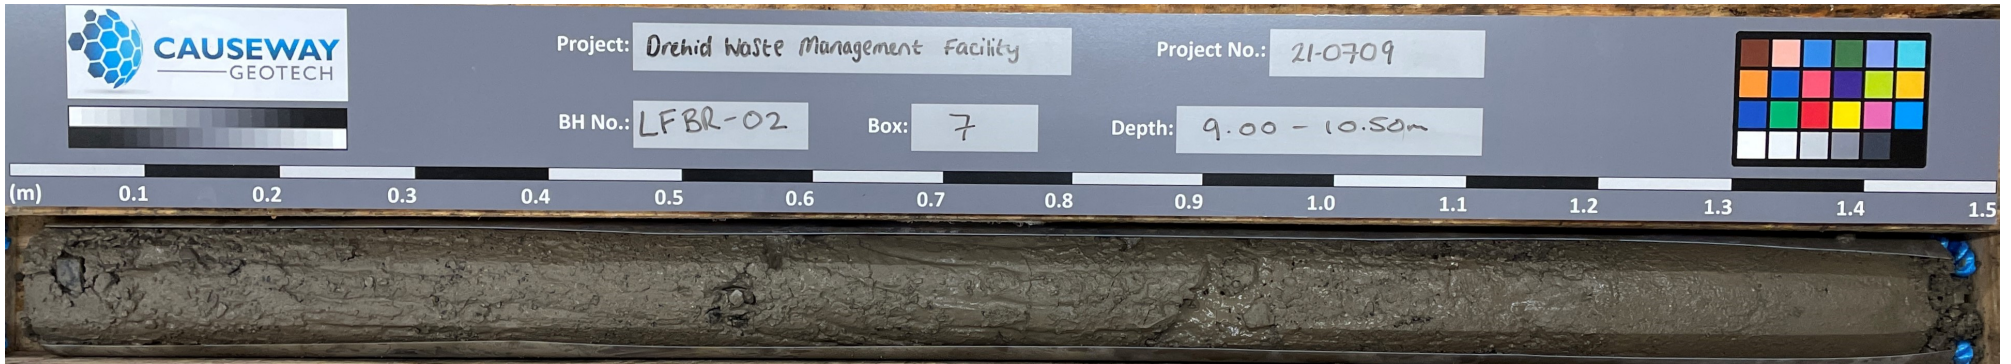 CAUSEWAY
GEOTECH
Project: Drehid Waste Management Facility
Project No.: 21-0709
BH No.: LFBR-02
Box: 7
Depth: 9.00 - 10.50m
(m) 0.1 0.2 0.3 0.4 0.5 0.6 0.7 0.8 0.9 1.0 1.1 1.2 1.3 1.4 1.5